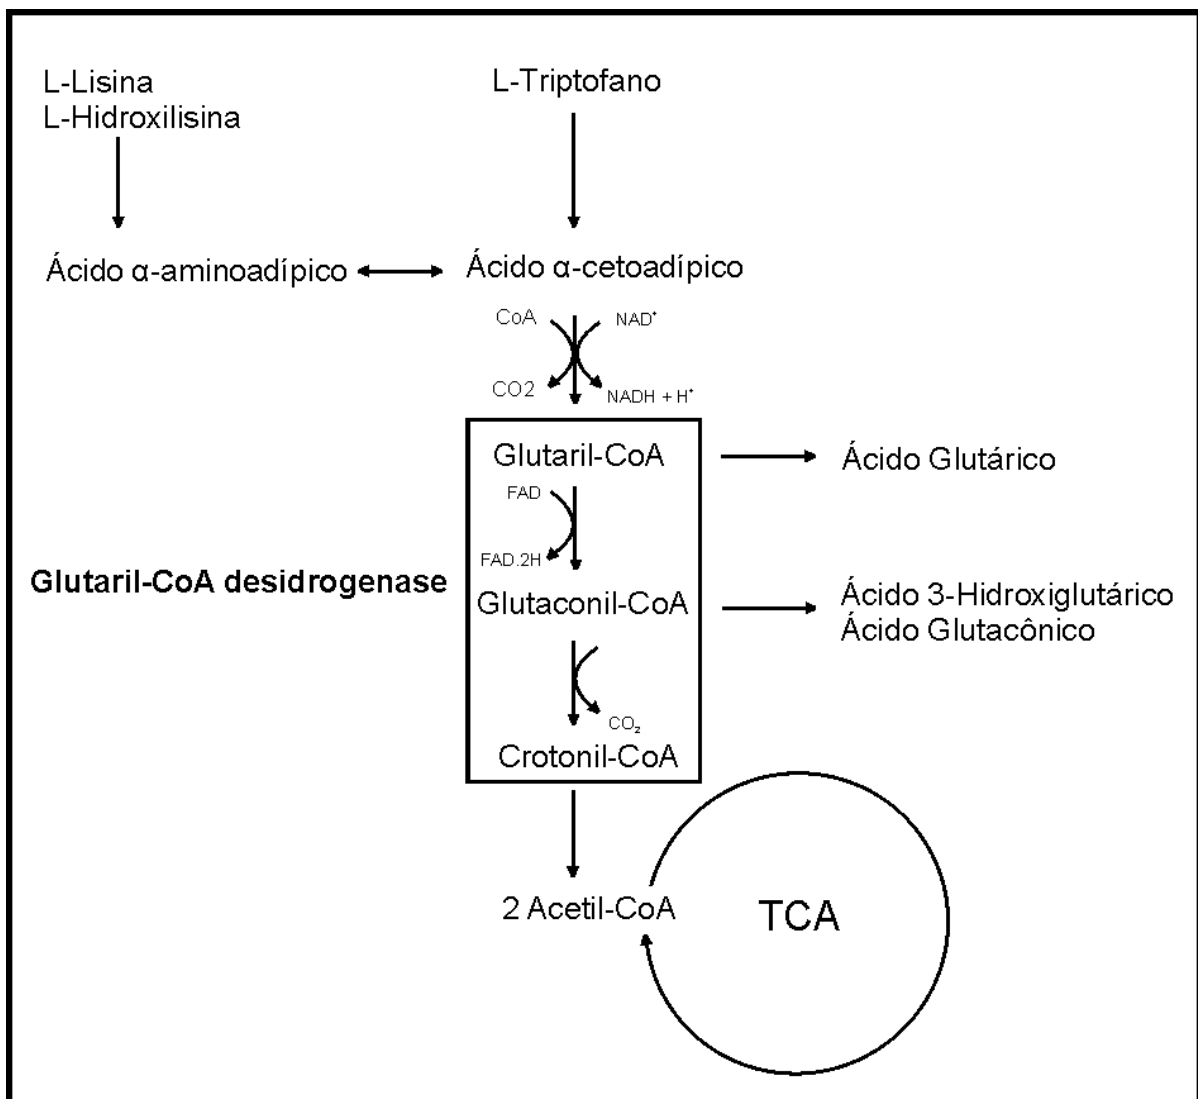 L-Lisina
L-Hidroxilisina
L-Triptofano
Ácido α-aminoadípico
Ácido α-cetoadípico
CoA
NAD⁺
CO2
NADH + H⁺
Glutaril-CoA
Ácido Glutárico
FAD
FAD.2H
Glutaril-CoA desidrogenase
Glutaconil-CoA
Ácido 3-Hidroxiglutárico
Ácido Glutacônico
CO₂
Crotonil-CoA
2 Acetil-CoA
TCA